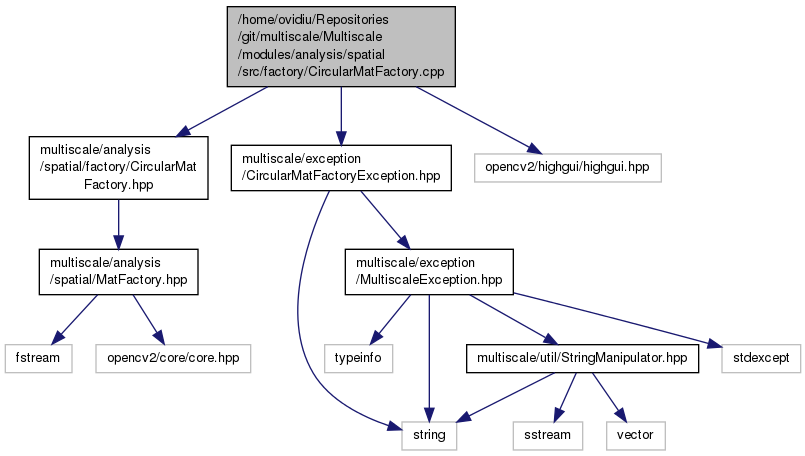 /home/ovidiu/Repositories
/git/multiscale/Multiscale
/modules/analysis/spatial
/src/factory/CircularMatFactory.cpp
multiscale/analysis
/spatial/factory/CircularMat
Factory.hpp
multiscale/exception
/CircularMatFactoryException.hpp
opencv2/highgui/highgui.hpp
multiscale/analysis
/spatial/MatFactory.hpp
multiscale/exception
/MultiscaleException.hpp
fstream
opencv2/core/core.hpp
typeinfo
multiscale/util/StringManipulator.hpp
stdexcept
string
sstream
vector